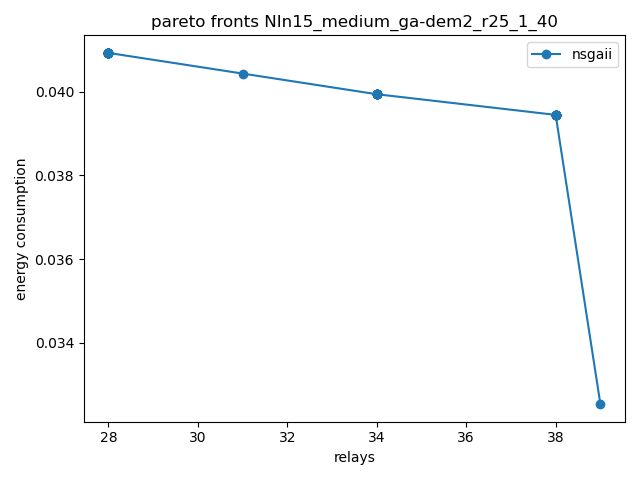 pareto fronts NIn15_medium_ga-dem2_r25_1_40
nsgaii
energy consumption
0.040
0.038
0.036
0.034
28 30 32 34 36 38
relays